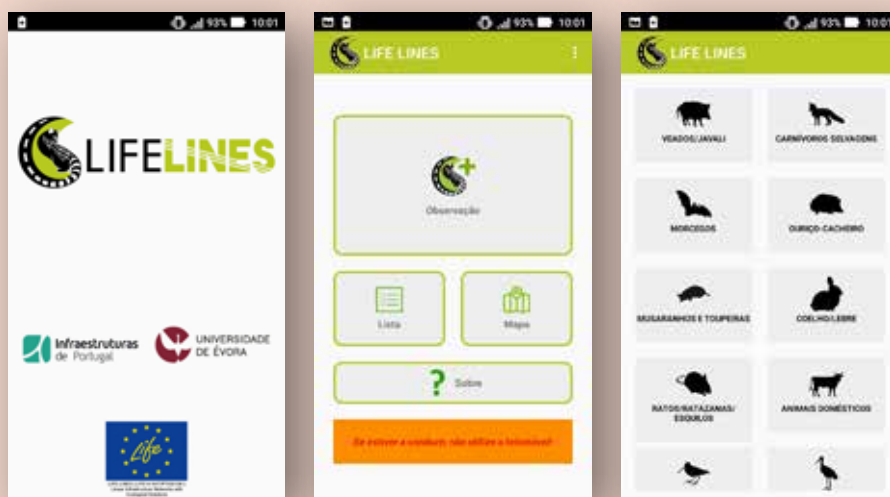 93% 10:01
LIFELINES
Infraestruturas
de Portugal
UNIVERSIDADE
DE ÉVORA
Life
93% 10:01
LIFE LINES
Observação
Lista
Mapa
? Sobre
Se estiver a conduzir, não utilize o telemóvel!
93% 10:01
LIFE LINES
VEADOS/JAVALI
CARNÍVOROS SELVAGENS
MORCEGOS
OURIÇO-CACHEIRO
MUSARANHOS E TOUPEIRAS
COELHO/LEBRE
RATOS/RATAZANAS/
ESQUILOS
ANIMAIS DOMÉSTICOS